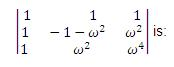 | 1 1 1 |
| 1 - 1 - ω² ω² | is:
| 1 ω² ω⁴ |